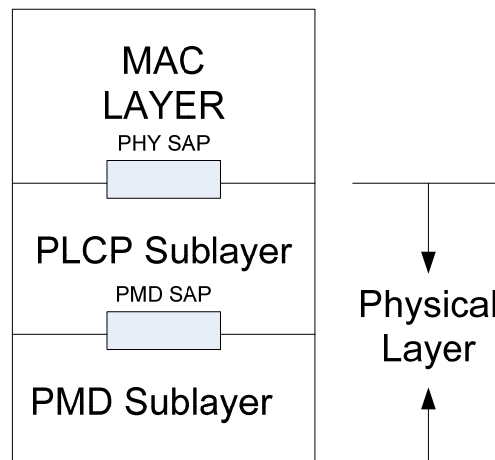 MAC
LAYER
PHY SAP
PLCP Sublayer
PMD SAP
Physical
Layer
PMD Sublayer